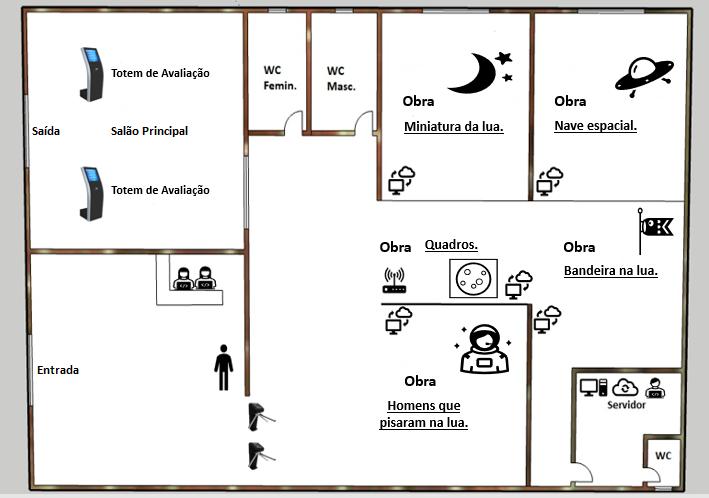 Totem de Avaliação
Saída
Salão Principal
Totem de Avaliação
WC
Femin.
WC
Masc.
Obra
Miniatura da lua.
Obra
Nave espacial.
Obra
Quadros.
Obra
Bandeira na lua.
Entrada
Obra
Homens que
pisaram na lua.
Servidor
WC